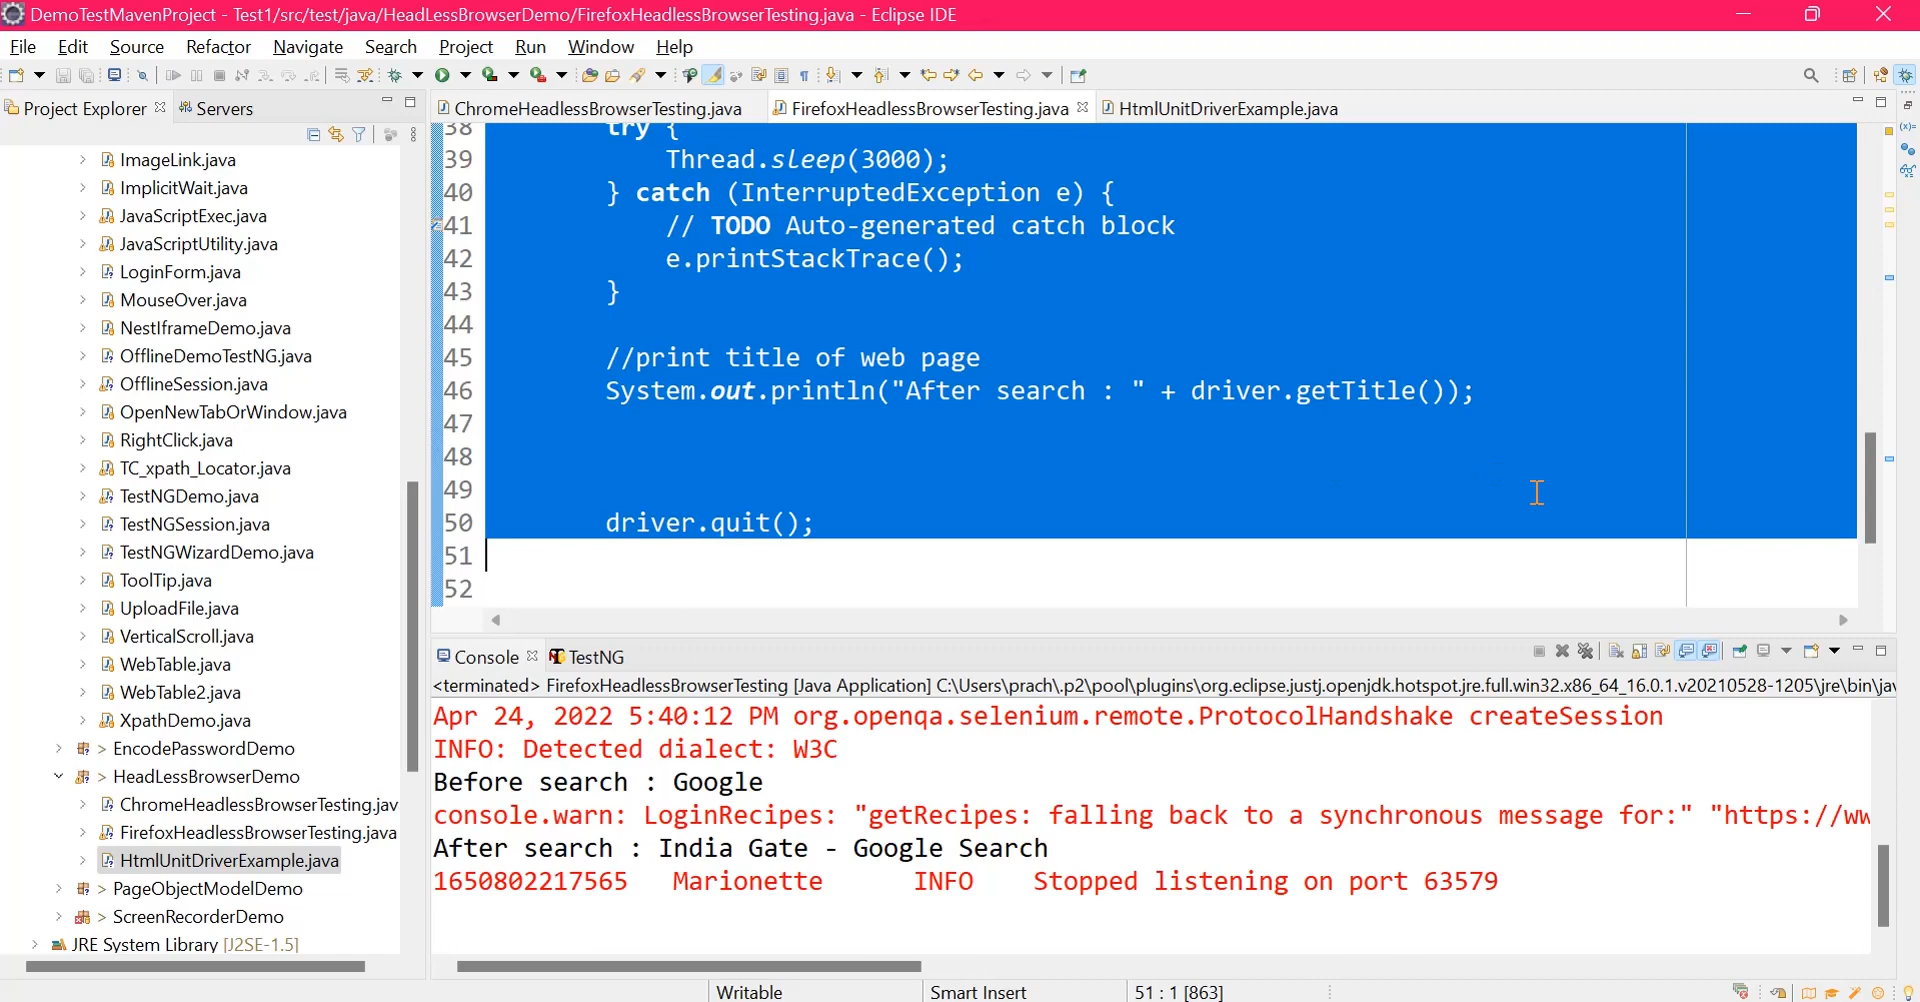 DemoTestMavenProject - Test1/src/test/java/HeadLessBrowserDemo/FirefoxHeadlessBrowserTesting.java - Eclipse IDE
File Edit Source Refactor Navigate Search Project Run Window Help
Project Explorer Servers
ChromeHeadlessBrowserTesting.java FirefoxHeadlessBrowserTesting.java HtmlUnitDriverExample.java
ImageLink.java
ImplicitWait.java
JavaScriptExec.java
JavaScriptUtility.java
LoginForm.java
MouseOver.java
NestIframeDemo.java
OfflineDemoTestNG.java
OfflineSession.java
OpenNewTabOrWindow.java
RightClick.java
TC_xpath_Locator.java
TestNGDemo.java
TestNGSession.java
TestNGWizardDemo.java
ToolTip.java
UploadFile.java
VerticalScroll.java
WebTable.java
WebTable2.java
XpathDemo.java
> EncodePasswordDemo
> HeadLessBrowserDemo
ChromeHeadlessBrowserTesting.jav
FirefoxHeadlessBrowserTesting.java
HtmlUnitDriverExample.java
> PageObjectModelDemo
> ScreenRecorderDemo
JRE System Library [J2SE-1.5]
38 try {
39 Thread.sleep(3000);
40 } catch (InterruptedException e) {
41 // TODO Auto-generated catch block
42 e.printStackTrace();
43 }
44
45 //print title of web page
46 System.out.println("After search : " + driver.getTitle());
47
48
49
50 driver.quit();
51
52
Console TestNG
<terminated> FirefoxHeadlessBrowserTesting [Java Application] C:\Users\prach\.p2\pool\plugins\org.eclipse.justj.openjdk.hotspot.jre.full.win32.x86_64_16.0.1.v20210528-1205\jre\bin\jav
Apr 24, 2022 5:40:12 PM org.openqa.selenium.remote.ProtocolHandshake createSession
INFO: Detected dialect: W3C
Before search : Google
console.warn: LoginRecipes: "getRecipes: falling back to a synchronous message for:" "https://ww
After search : India Gate - Google Search
1650802217565 Marionette INFO Stopped listening on port 63579
Writable Smart Insert 51 : 1 [863]